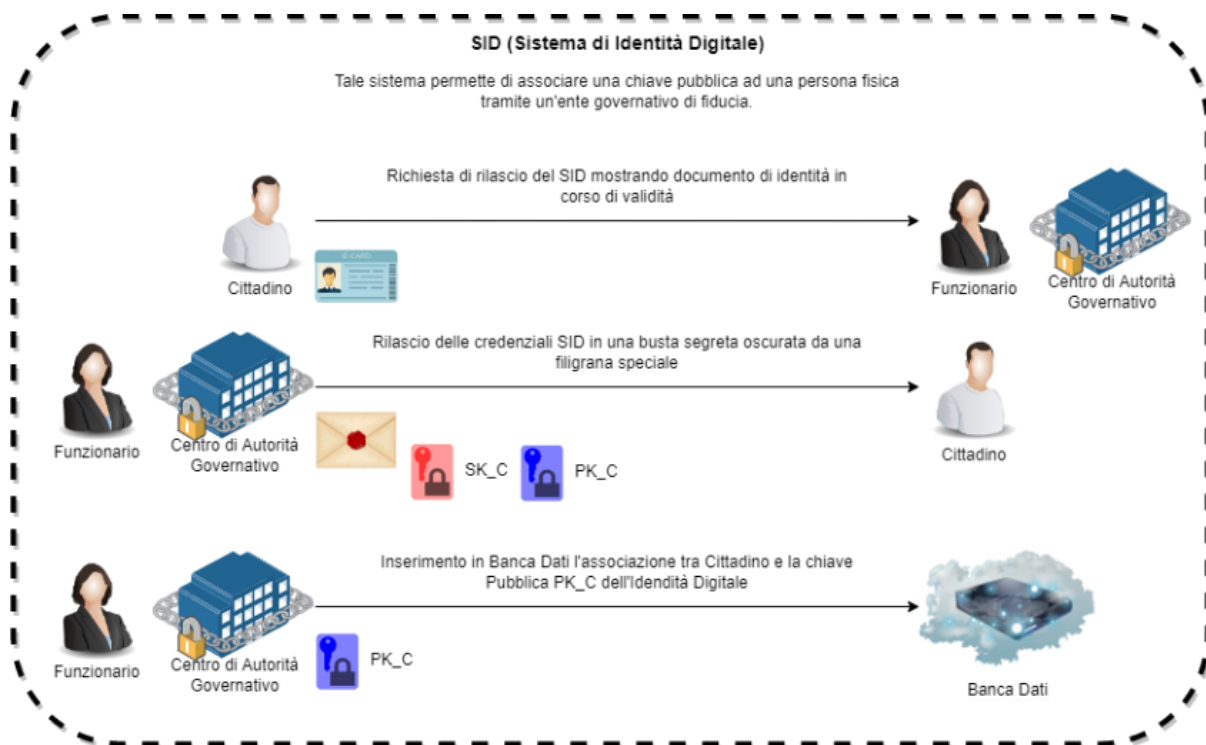 SID (Sistema di Identità Digitale)
Tale sistema permette di associare una chiave pubblica ad una persona fisica
tramite un'ente governativo di fiducia.
Richiesta di rilascio del SID mostrando documento di identità in
corso di validità
ID CARD
Cittadino
Funzionario
Centro di Autorità
Governativo
Rilascio delle credenziali SID in una busta segreta oscurata da una
filigrana speciale
Funzionario
Centro di Autorità
Governativo
SK_C
PK_C
Cittadino
Inserimento in Banca Dati l'associazione tra Cittadino e la chiave
Pubblica PK_C dell'Idendità Digitale
Funzionario
Centro di Autorità
Governativo
PK_C
Banca Dati